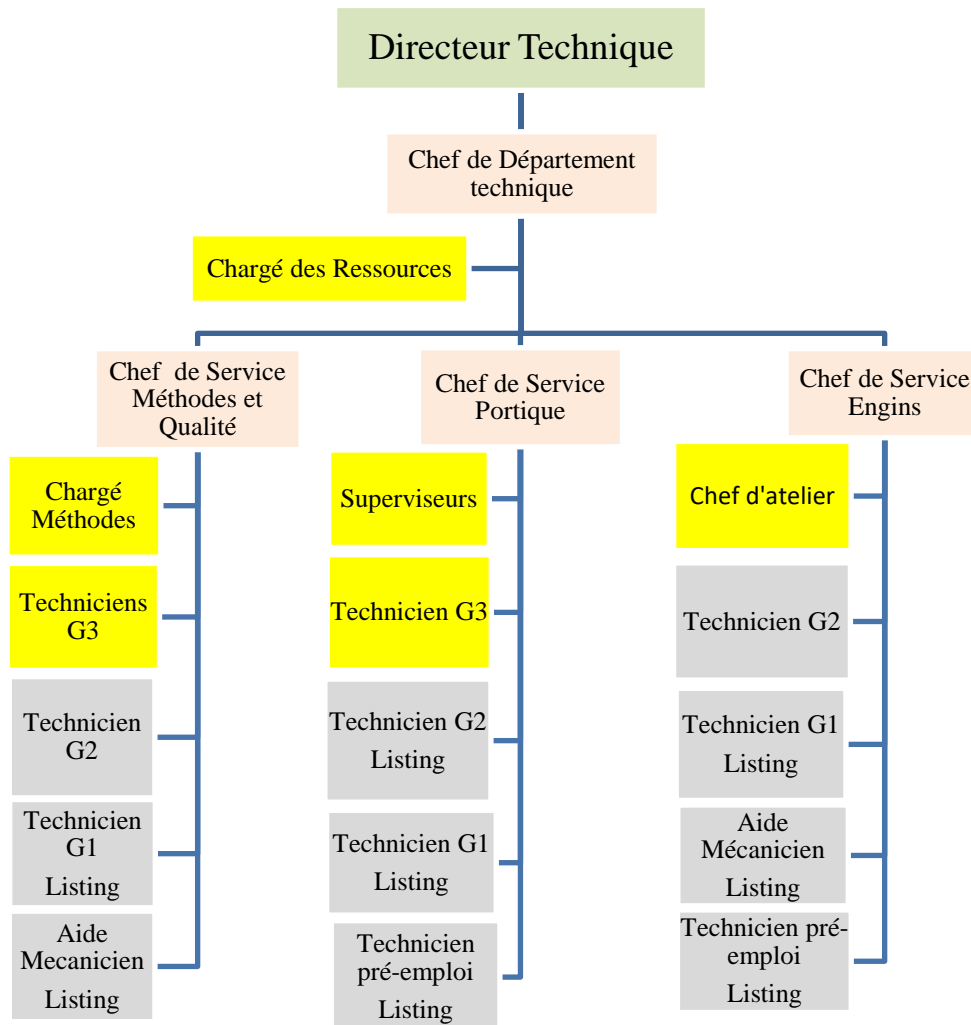 Directeur Technique
Chef de Département
technique
Chargé des Ressources
Chef de Service
Méthodes et
Qualité
Chargé
Méthodes
Techniciens
G3
Technicien
G2
Technicien
G1
Listing
Aide
Mecanicien
Listing
Chef de Service
Portique
Superviseurs
Technicien G3
Technicien G2
Listing
Technicien G1
Listing
Technicien
pré-emploi
Listing
Chef de Service
Engins
Chef d'atelier
Technicien G2
Technicien G1
Listing
Aide
Mécanicien
Listing
Technicien pré-
emploi
Listing